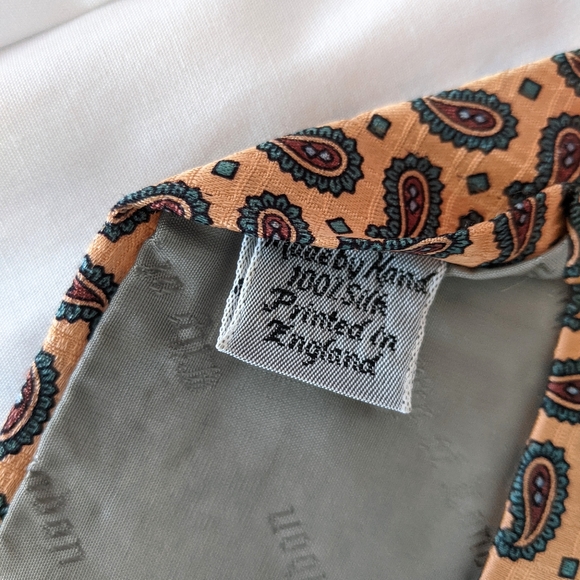 Made by Hand
100% Silk
Printed in
England